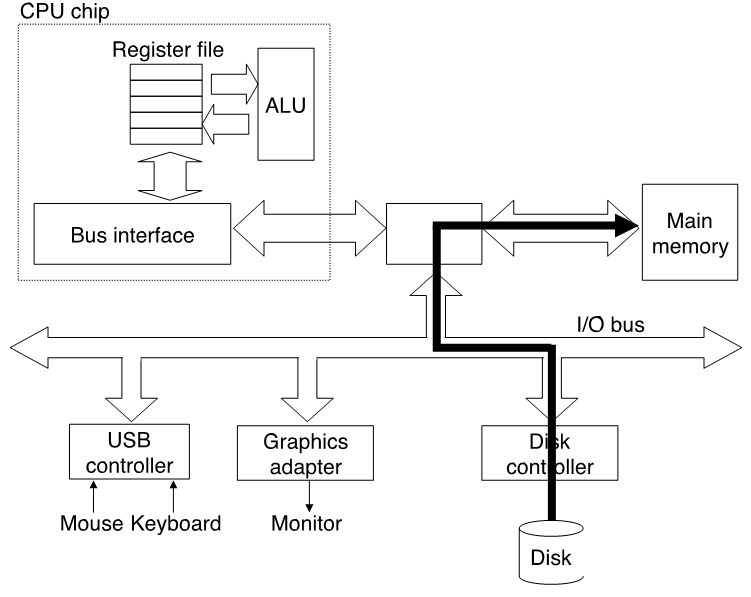 CPU chip
Register file
ALU
Bus interface
Main
memory
I/O bus
USB
controller
Graphics
adapter
Disk
controller
Mouse Keyboard
Monitor
Disk